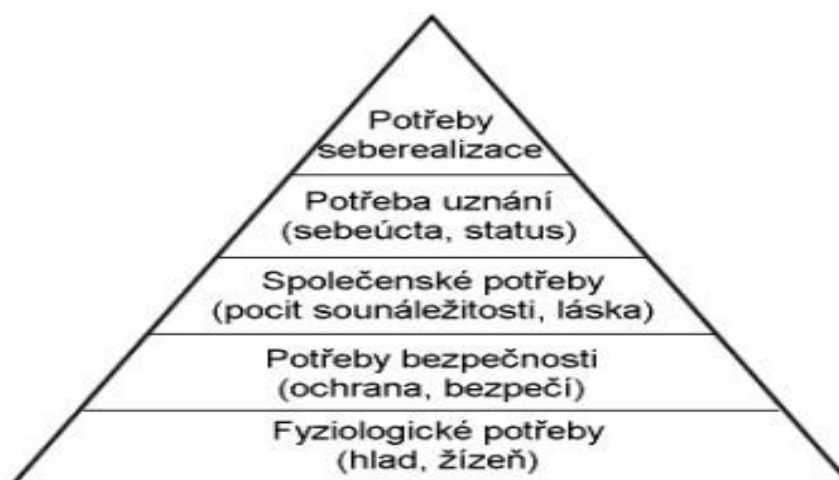 Potřeby
seberealizace
Potřeba uznání
(sebeúcta, status)
Společenské potřeby
(pocit sounáležitosti, láska)
Potřeby bezpečnosti
(ochrana, bezpečí)
Fyziologické potřeby
(hlad, žízeň)